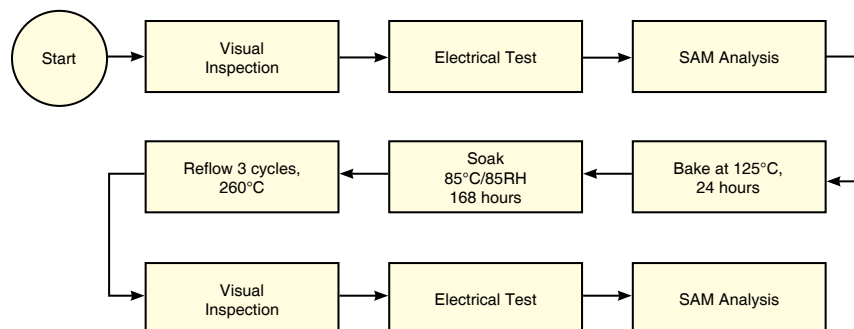 Start
Visual
Inspection
Electrical Test
SAM Analysis
Bake at 125°C,
24 hours
Soak
85°C/85RH
168 hours
Reflow 3 cycles,
260°C
Visual
Inspection
Electrical Test
SAM Analysis